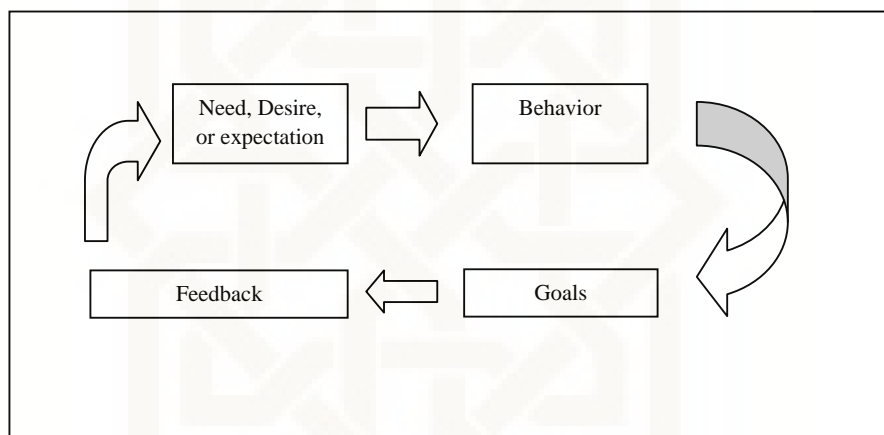 Need, Desire,
or expectation
Behavior
Feedback
Goals